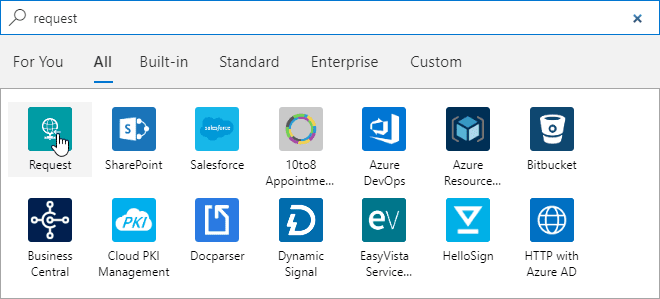 request
For You All Built-in Standard Enterprise Custom
salesforce
Request SharePoint Salesforce 10to8 Appointme... Azure DevOps Azure Resource... Bitbucket
PKI
Business Central Cloud PKI Management Docparser Dynamic Signal EasyVista Service... HelloSign HTTP with Azure AD